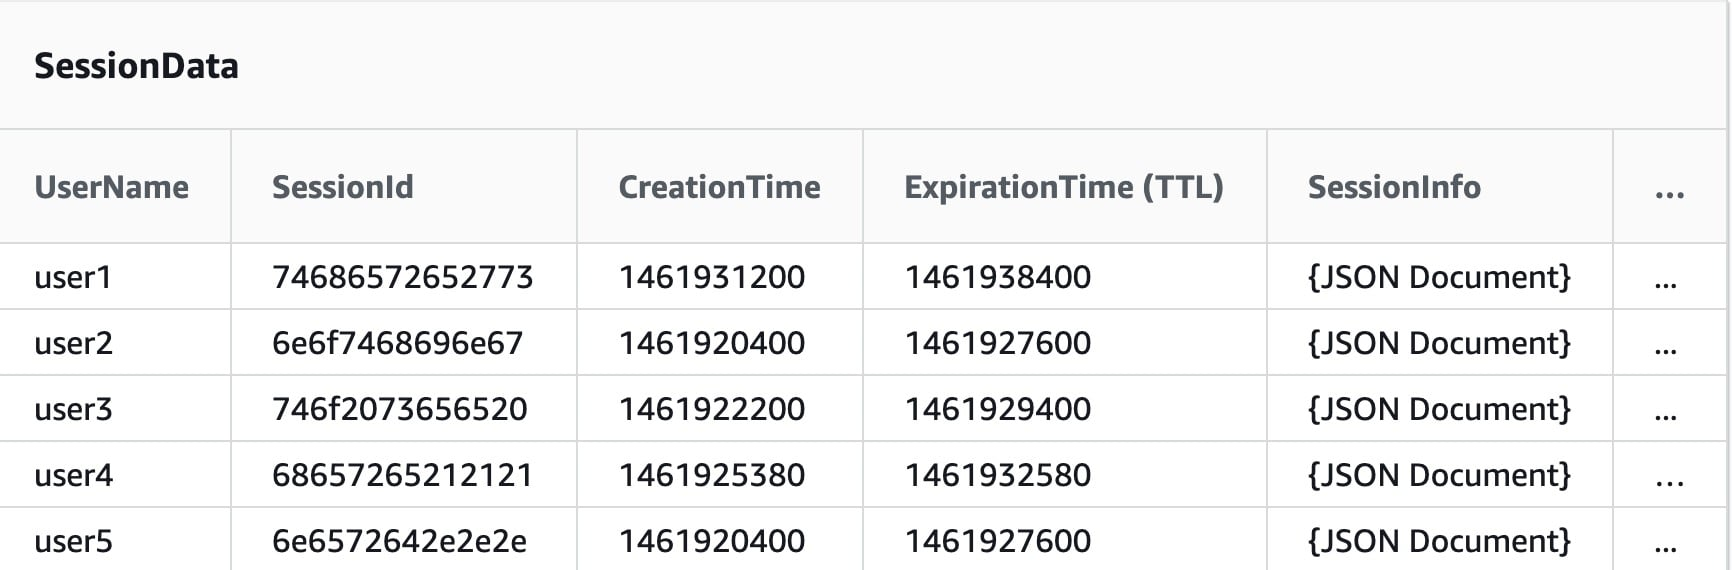 SessionData
UserName SessionId CreationTime ExpirationTime (TTL) SessionInfo ...
user1 74686572652773 1461931200 1461938400 {JSON Document} ...
user2 6e6f7468696e67 1461920400 1461927600 {JSON Document} ...
user3 746f2073656520 1461922200 1461929400 {JSON Document} ...
user4 68657265212121 1461925380 1461932580 {JSON Document} ...
user5 6e6572642e2e2e 1461920400 1461927600 {JSON Document} ...